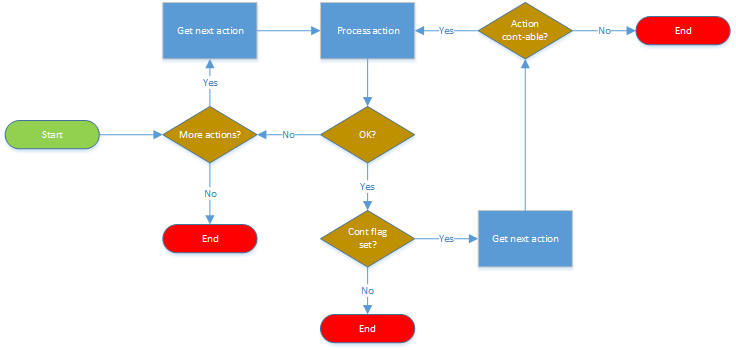 Get next action
Process action
Yes
Action
cont-able?
No
End
Yes
Start
More actions?
No
OK?
No
Yes
End
Cont flag
set?
Yes
Get next action
No
End